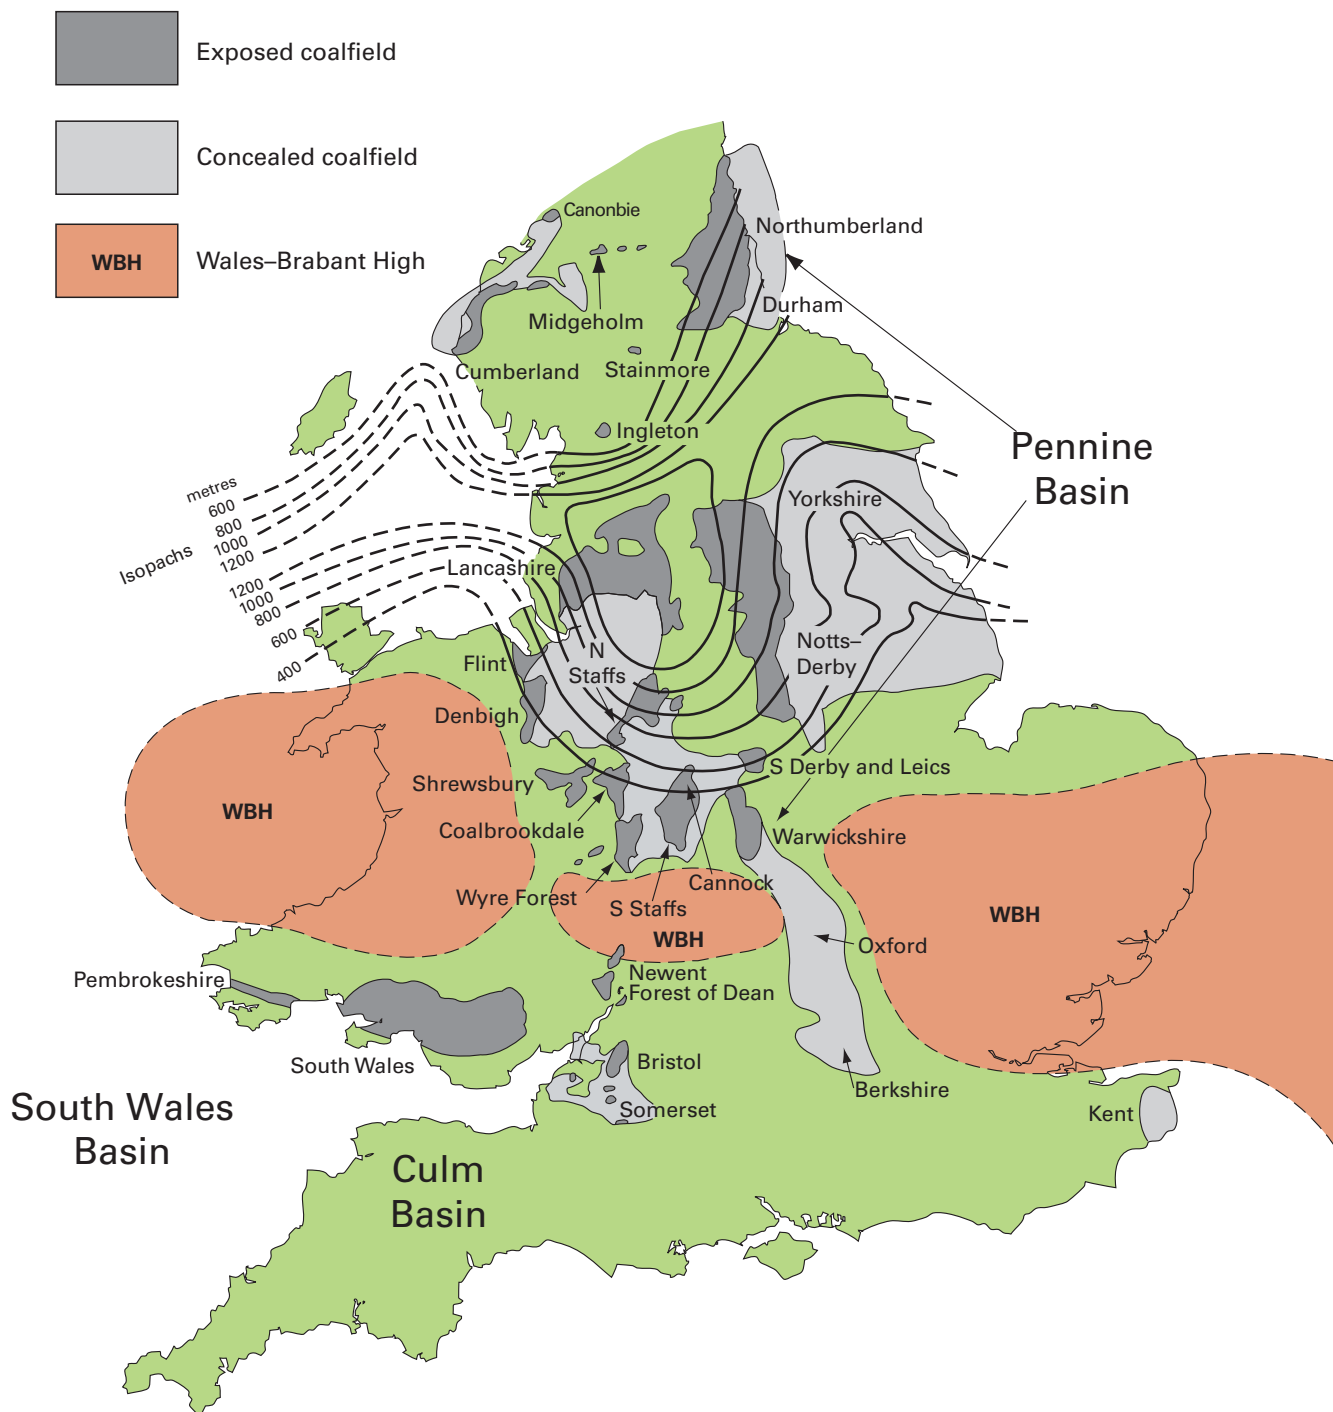 Exposed coalfield
Concealed coalfield
WBH
Wales–Brabant High
Canonbie
Northumberland
Durham
Midgeholm
Cumberland
Stainmore
Ingleton
Pennine
Basin
metres
600
800
1000
1200
Isopachs
1200
1000
800
600
400
Yorkshire
Lancashire
Notts–
Derby
N
Staffs
Flint
Denbigh
S Derby and Leics
Shrewsbury
Coalbrookdale
Warwickshire
WBH
Cannock
Wyre Forest
S Staffs
WBH
WBH
Oxford
Pembrokeshire
Newent
Forest of Dean
South Wales
Bristol
Berkshire
Somerset
Kent
South Wales
Basin
Culm
Basin